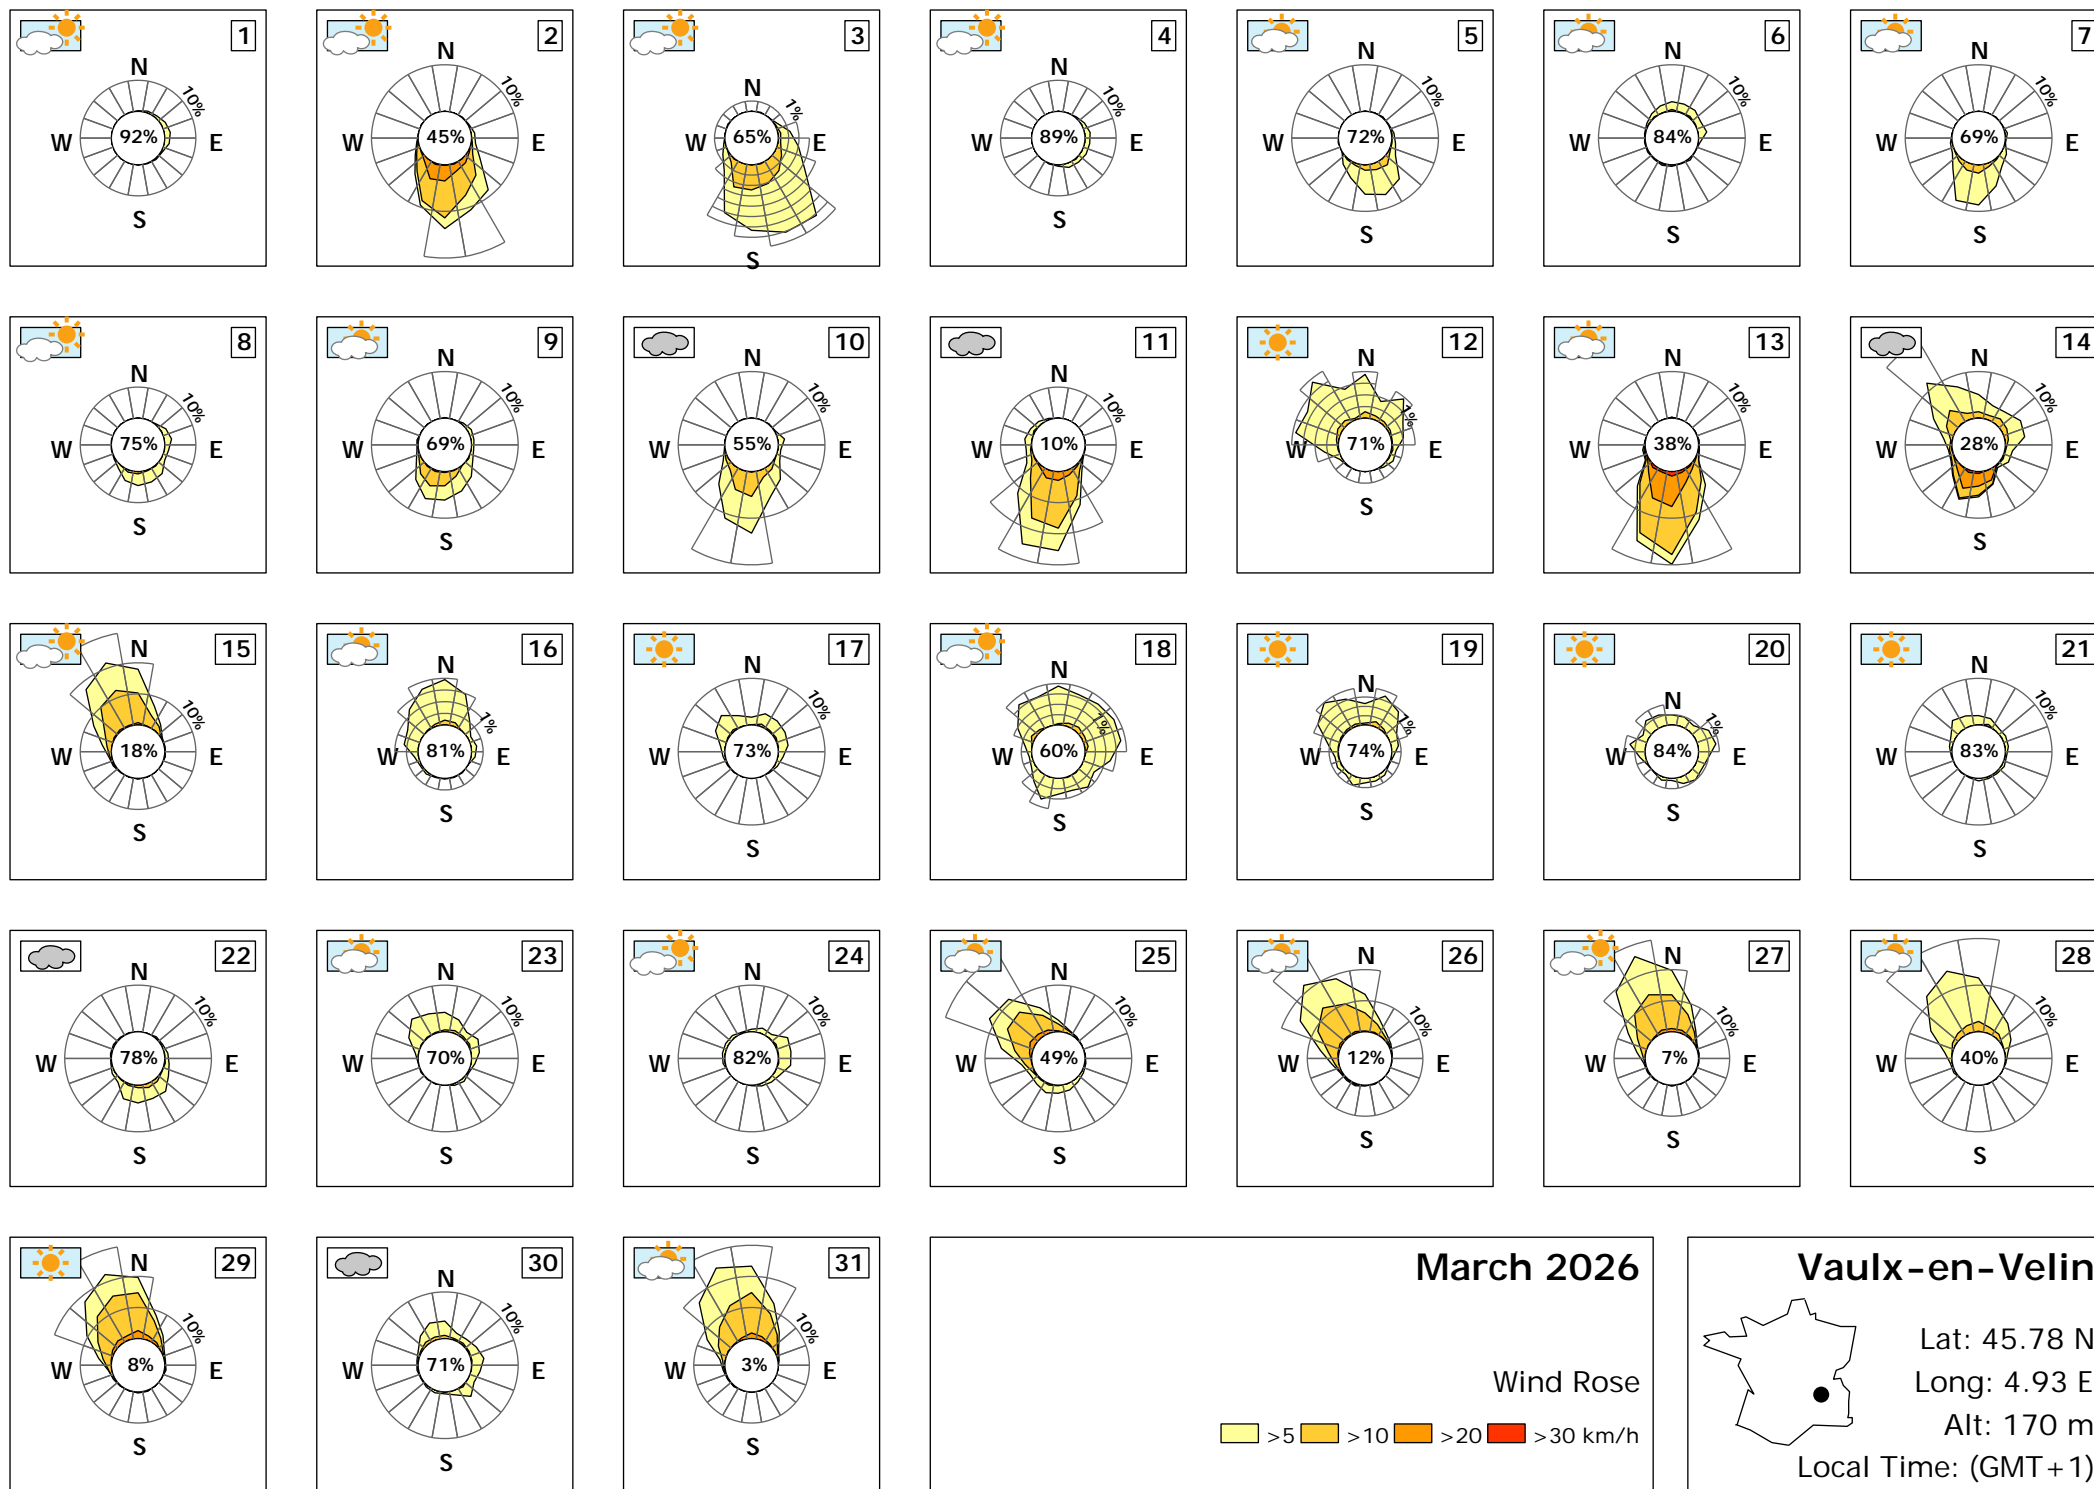 1
N
10%
W
92%
E
S
2
N
10%
W
45%
E
S
3
N
1%
W
65%
E
S
4
N
10%
W
89%
E
S
5
N
10%
W
72%
E
S
6
N
10%
W
84%
E
S
7
N
10%
W
69%
E
S
8
N
10%
W
75%
E
S
9
N
10%
W
69%
E
S
10
N
10%
W
55%
E
S
11
N
10%
W
10%
E
S
12
N
1%
W
71%
E
S
13
N
10%
W
38%
E
S
14
N
10%
W
28%
E
S
15
N
10%
W
18%
E
S
16
N
1%
W
81%
E
S
17
N
10%
W
73%
E
S
18
N
1%
W
60%
E
S
19
N
1%
W
74%
E
S
20
N
1%
W
84%
E
S
21
N
10%
W
83%
E
S
22
N
10%
W
78%
E
S
23
N
10%
W
70%
E
S
24
N
10%
W
82%
E
S
25
N
10%
W
49%
E
S
26
N
10%
W
12%
E
S
27
N
10%
W
7%
E
S
28
N
10%
W
40%
E
S
29
N
10%
W
8%
E
S
30
N
10%
W
71%
E
S
31
N
10%
W
3%
E
S
March 2026
Wind Rose
>5 >10 >20 >30 km/h
Vaulx-en-Velin
Lat: 45.78 N
Long: 4.93 E
Alt: 170 m
Local Time: (GMT+1)